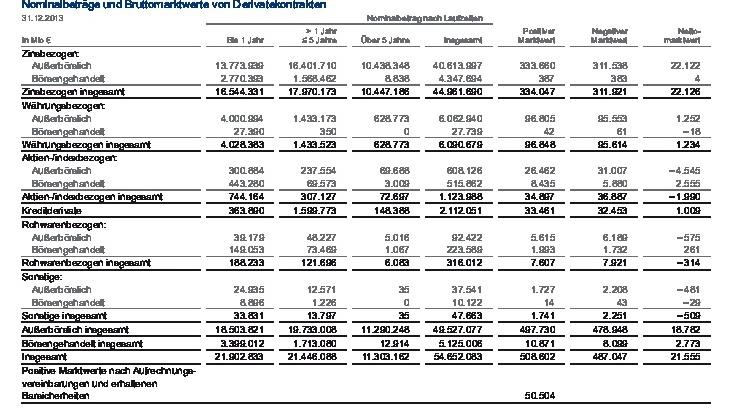 Nominalbeträge und Bruttomarktwerte von Derivatekontrakten
31.12.2013 Nominalbetrag nach Laufzeiten
in Mio € Bis 1 Jahr > 1 Jahr ≤ 5 Jahre Über 5 Jahre Insgesamt Positiver Marktwert Negativer Marktwert Netto-marktwert
Zinsbezogen:
Außerbörslich 13.773.939 16.401.710 10.438.348 40.613.997 333.660 311.538 22.122
Börsengehandelt 2.770.393 1.568.462 8.838 4.347.694 387 383 4
Zinsbezogen insgesamt 16.544.331 17.970.173 10.447.186 44.961.690 334.047 311.921 22.126
Währungsbezogen:
Außerbörslich 4.000.994 1.433.173 628.773 6.062.940 96.805 95.553 1.252
Börsengehandelt 27.390 350 0 27.739 42 61 –18
Währungsbezogen insgesamt 4.028.383 1.433.523 628.773 6.090.679 96.848 95.614 1.234
Aktien-/indexbezogen:
Außerbörslich 300.884 237.554 69.688 608.126 26.462 31.007 –4.545
Börsengehandelt 443.280 69.573 3.009 515.862 8.435 5.880 2.555
Aktien-/indexbezogen insgesamt 744.164 307.127 72.697 1.123.988 34.897 36.887 –1.990
Kreditderivate 363.890 1.599.773 148.388 2.112.051 33.461 32.453 1.009
Rohwarenbezogen:
Außerbörslich 39.179 48.227 5.016 92.422 5.615 6.189 –575
Börsengehandelt 149.053 73.469 1.067 223.589 1.993 1.732 261
Rohwarenbezogen insgesamt 188.233 121.696 6.083 316.012 7.607 7.921 –314
Sonstige:
Außerbörslich 24.935 12.571 35 37.541 1.727 2.208 –481
Börsengehandelt 8.896 1.226 0 10.122 14 43 –29
Sonstige insgesamt 33.831 13.797 35 47.663 1.741 2.251 –509
Außerbörslich insgesamt 18.503.821 19.733.008 11.290.248 49.527.077 497.730 478.948 18.782
Börsengehandelt insgesamt 3.399.012 1.713.080 12.914 5.125.006 10.871 8.099 2.773
Insgesamt 21.902.833 21.446.088 11.303.162 54.652.083 508.602 487.047 21.555
Positive Marktwerte nach Aufrechnungs-
vereinbarungen und erhaltenen
Barsicherheiten 50.504